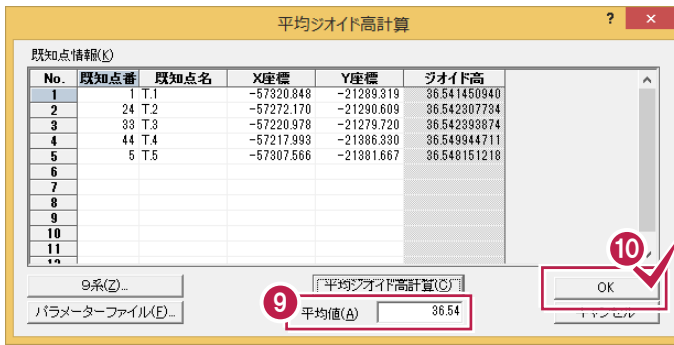 平均ジオイド高計算 ? ×
既知点情報(K)
No. 既知点番 既知点名 X座標 Y座標 ジオイド高
1 1 T.1 -57320.848 -21289.319 36.541450940
2 24 T.2 -57272.170 -21290.609 36.542307734
3 33 T.3 -57220.978 -21279.720 36.542393874
4 44 T.4 -57217.993 -21386.330 36.549944711
5 5 T.5 -57307.566 -21381.667 36.548151218
6
7
8
9
10
11
12
10
9系(Z)... 平均ジオイド高計算(C) OK
9
パラメーターファイル(F)... 平均値(A) 36.54 キャンセル